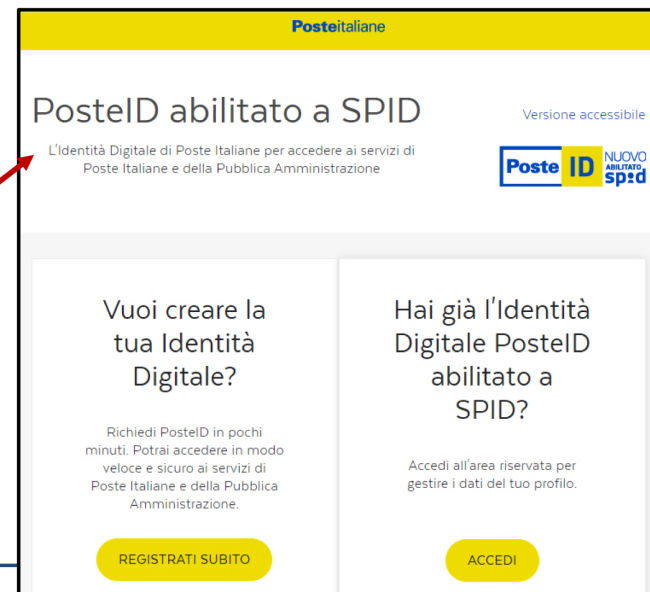 Posteitaliane
PosteID abilitato a SPID
Versione accessibile
L'Identità Digitale di Poste Italiane per accedere ai servizi di
Poste Italiane e della Pubblica Amministrazione
Poste ID NUOVO
ABILITATO
spid
Vuoi creare la
tua Identità
Digitale?
Richiedi PosteID in pochi
minuti. Potrai accedere in modo
veloce e sicuro ai servizi di
Poste Italiane e della Pubblica
Amministrazione.
REGISTRATI SUBITO
Hai già l'Identità
Digitale PosteID
abilitato a
SPID?
Accedi all'area riservata per
gestire i dati del tuo profilo.
ACCEDI